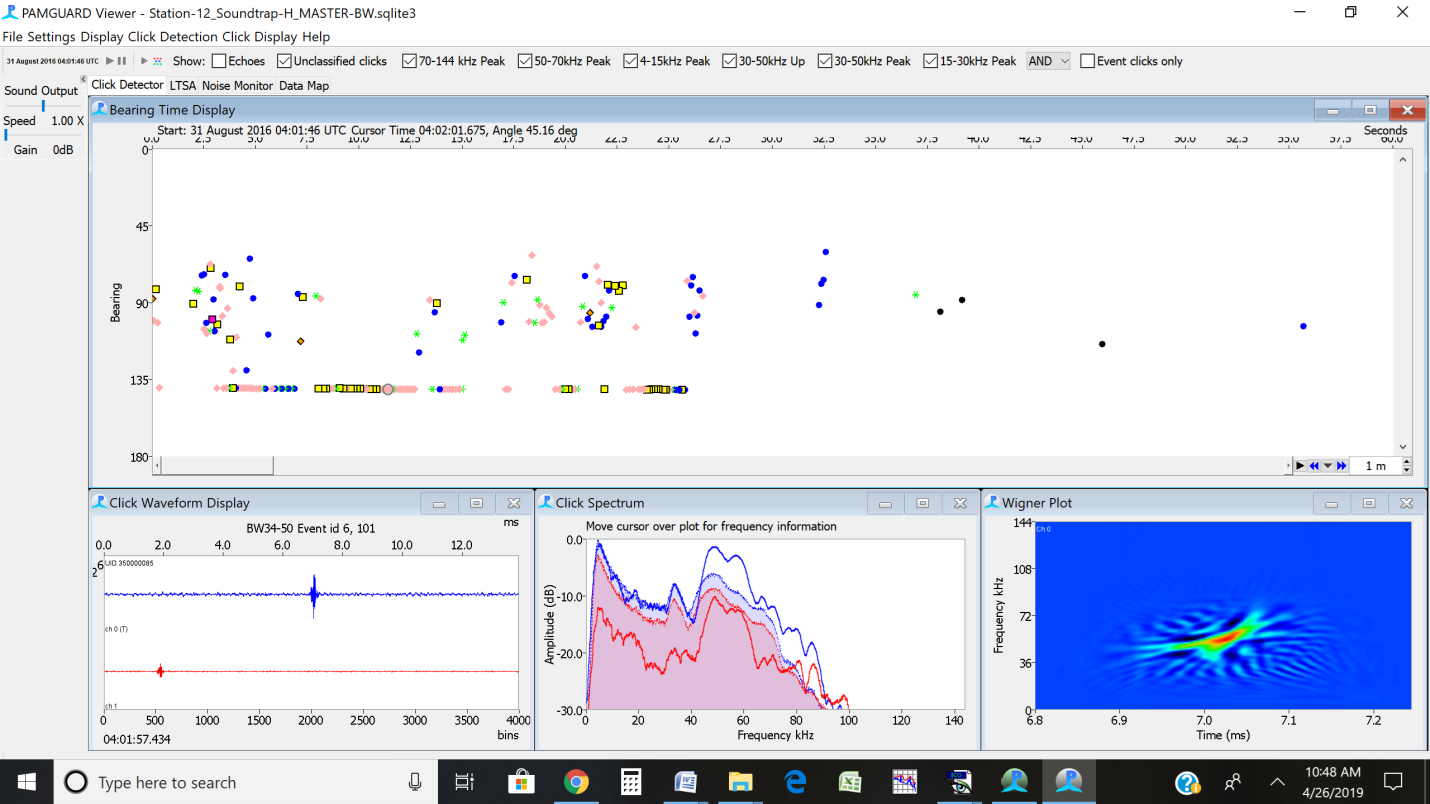 PAMGUARD Viewer - Station-12_Soundtrap-H_MASTER-BW.sqlite3
File Settings Display Click Detection Click Display Help
31 August 2016 04:01:46 UTC Show: Echoes Unclassified clicks 70-144 kHz Peak 50-70kHz Peak 4-15kHz Peak 30-50kHz Up 30-50kHz Peak 15-30kHz Peak AND Event clicks only
Click Detector LTSA Noise Monitor Data Map
Sound Output
Speed 1.00 X
Gain 0dB
Bearing Time Display
Start: 31 August 2016 04:01:46 UTC Cursor Time 04:02:01.675, Angle 45.16 deg Seconds
0.0 2.5 5.0 7.5 10.0 12.5 15.0 17.5 20.0 22.5 25.0 27.5 30.0 32.5 35.0 37.5 40.0 42.5 45.0 47.5 50.0 52.5 55.0 57.5 60.0
0
45
90
135
180
Bearing
1 m
Click Waveform Display
BW34-50 Event id 6, 101 ms
0.0 2.0 4.0 6.0 8.0 10.0 12.0
UID 350000085
ch 0 (T)
ch 1
0 500 1000 1500 2000 2500 3000 3500 4000
bins
04:01:57.434
Click Spectrum
Move cursor over plot for frequency information
0.0
-10.0
-20.0
-30.0
Amplitude (dB)
0 20 40 60 80 100 120 140
Frequency kHz
Wigner Plot
Ch 0
144
108
72
36
0
Frequency kHz
6.8 6.9 7.0 7.1 7.2
Time (ms)
Type here to search
10:48 AM
4/26/2019